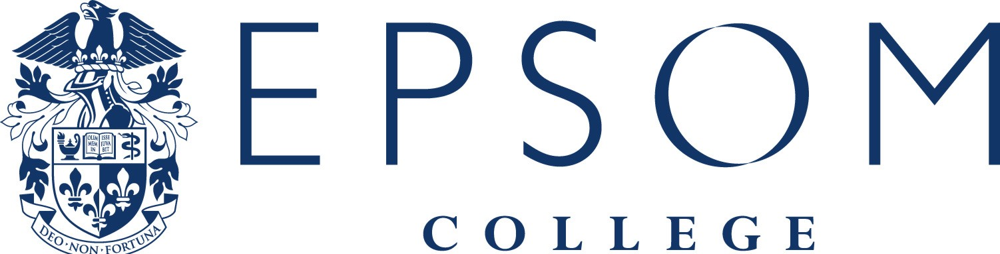 EPSOM
COLLEGE
OLIM
MEM
IN
ISSE
IUVA
BIT
DEO · NON · FORTUNA